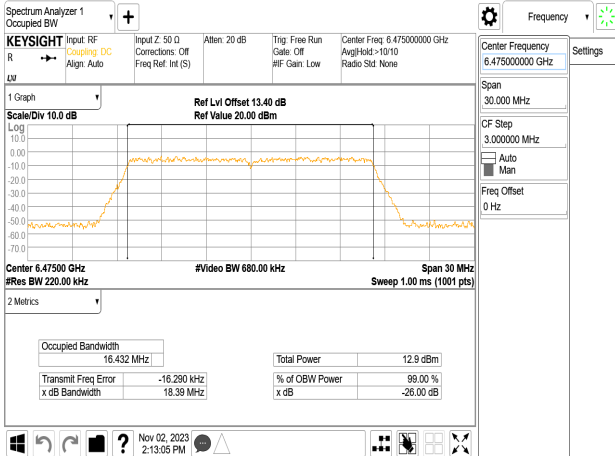 Spectrum Analyzer 1
Occupied BW
Frequency
KEYSIGHT
R
LXI
Input: RF
Coupling: DC
Align: Auto
Input Z: 50 Ω
Corrections: Off
Freq Ref: Int (S)
Atten: 20 dB
Trig: Free Run
Gate: Off
#IF Gain: Low
Center Freq: 6.475000000 GHz
Avg|Hold:>10/10
Radio Std: None
Center Frequency
6.475000000 GHz
Settings
Span
30.000 MHz
CF Step
3.000000 MHz
Auto
Man
Freq Offset
0 Hz
1 Graph
Scale/Div 10.0 dB
Ref Lvl Offset 13.40 dB
Ref Value 20.00 dBm
Log
10.0
0.00
-10.0
-20.0
-30.0
-40.0
-50.0
-60.0
-70.0
Center 6.47500 GHz
#Res BW 220.00 kHz
#Video BW 680.00 kHz
Span 30 MHz
Sweep 1.00 ms (1001 pts)
2 Metrics
Occupied Bandwidth
16.432 MHz
Total Power 12.9 dBm
Transmit Freq Error -16.290 kHz
% of OBW Power 99.00 %
x dB Bandwidth 18.39 MHz
x dB -26.00 dB
?
Nov 02, 2023
2:13:05 PM